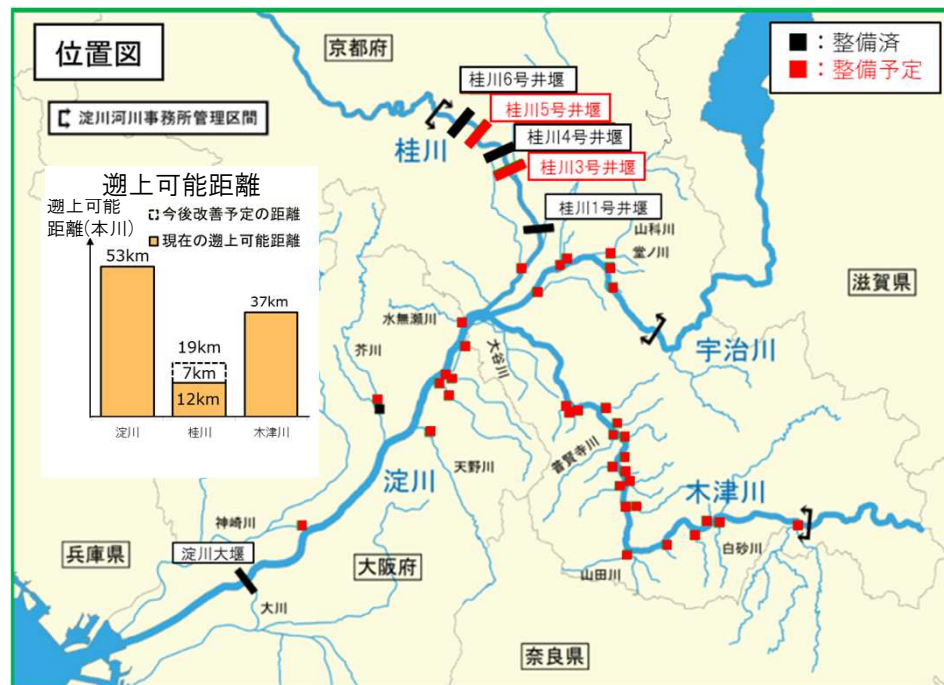 位置図
京都府
■：整備済
■：整備予定
淀川河川事務所管理区間
桂川6号井堰
桂川5号井堰
桂川4号井堰
桂川3号井堰
桂川1号井堰
桂川
遡上可能距離
遡上可能
距離(本川)
今後改善予定の距離
現在の遡上可能距離
53km
19km
7km
12km
37km
淀川
桂川
木津川
山科川
堂ノ川
滋賀県
宇治川
水無瀬川
芥川
大谷川
普賢寺川
天野川
淀川
木津川
神崎川
白砂川
山田川
兵庫県
淀川大堰
大阪府
大川
奈良県